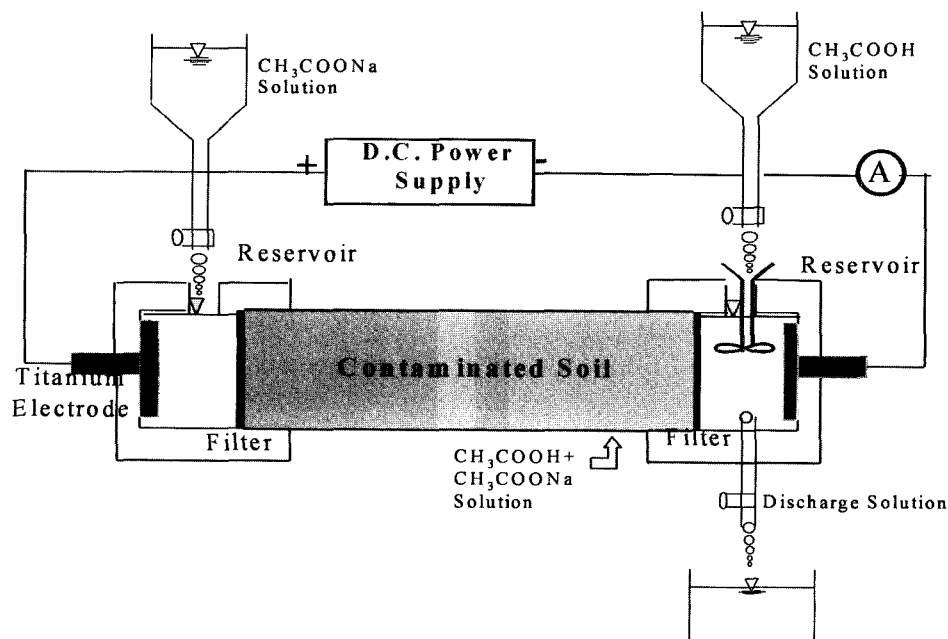 CH₃COONa
Solution
CH₃COOH
Solution
+
D.C. Power
Supply
-
A
Reservoir
Reservoir
Contaminated Soil
Titanium
Electrode
Filter
Filter
CH₃COOH+
CH₃COONa
Solution
Discharge Solution